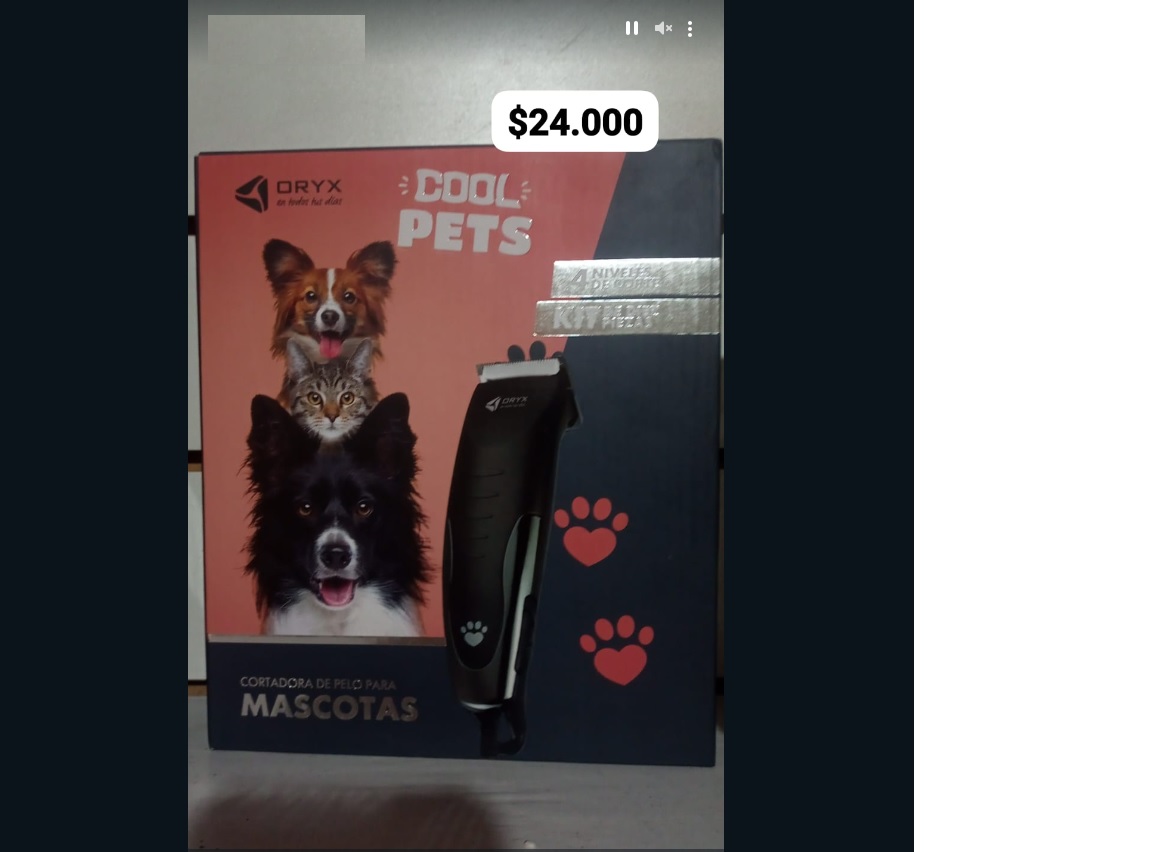 $24.000
ORYX
en todos tus días
COOL
PETS
4 NIVELES
DE CORTE
KIT
PIEZAS
ORYX
CORTADORA DE PELO PARA
MASCOTAS